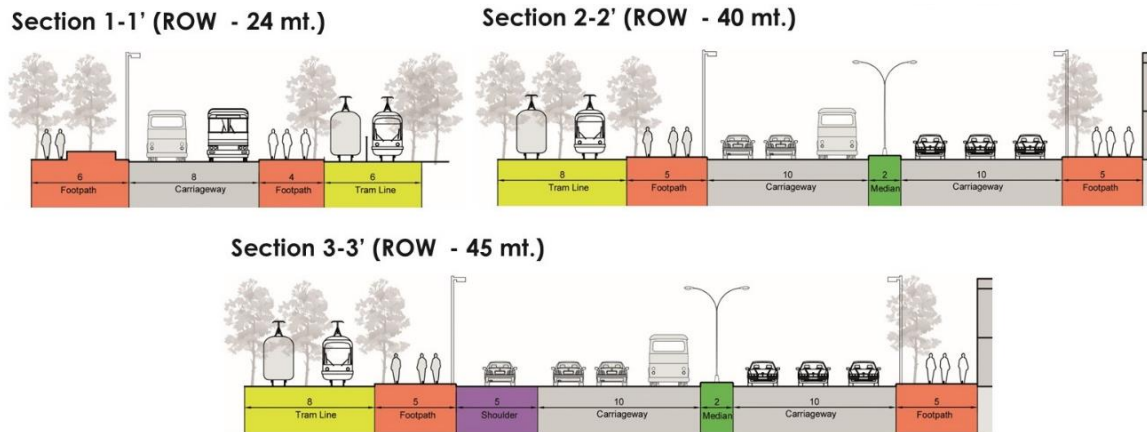 Section 1-1’ (ROW - 24 mt.)
6 8 4 6
Footpath Carriageway Footpath Tram Line
Section 2-2’ (ROW - 40 mt.)
8 5 10 2 10 5
Tram Line Footpath Carriageway Median Carriageway Footpath
Section 3-3’ (ROW - 45 mt.)
8 5 5 10 2 10 5
Tram Line Footpath Shoulder Carriageway Median Carriageway Footpath